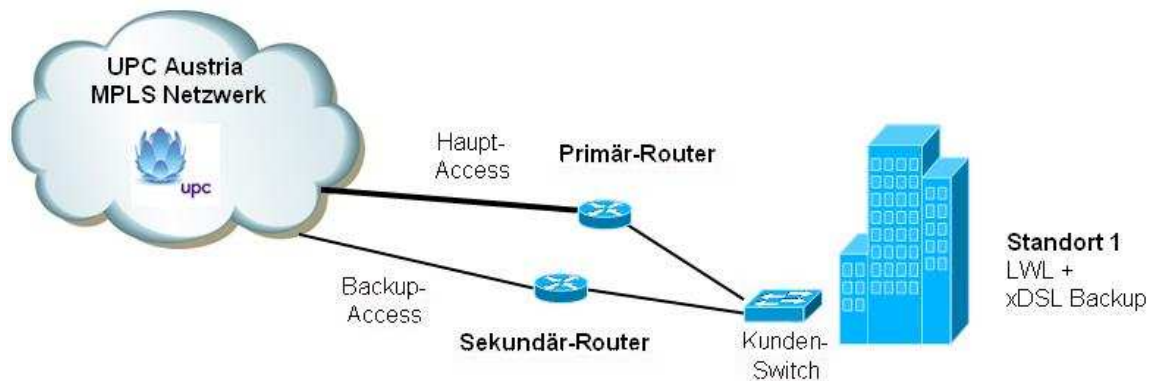 UPC Austria
MPLS Netzwerk
upc
Haupt-
Access
Primär-Router
Backup-
Access
Sekundär-Router
Kunden-
Switch
Standort 1
LWL +
xDSL Backup